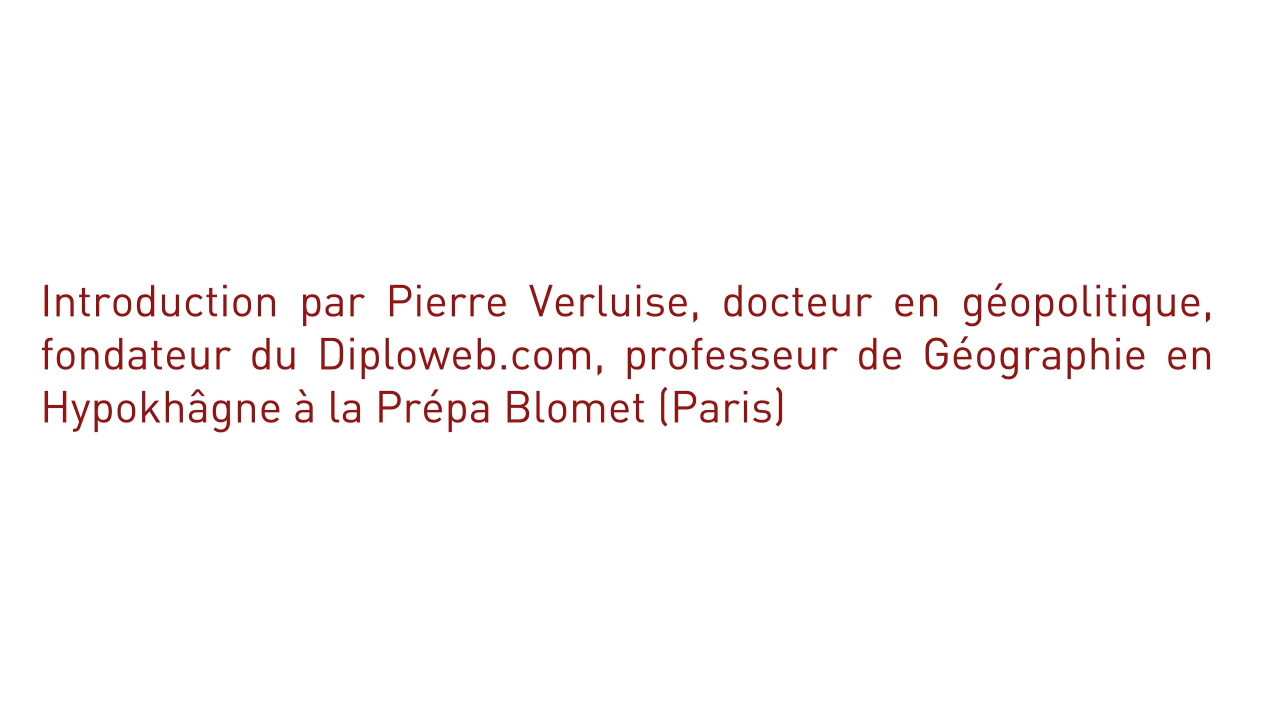 Introduction par Pierre Verluise, docteur en géopolitique,
fondateur du Diploweb.com, professeur de Géographie en
Hypokhâgne à la Prépa Blomet (Paris)